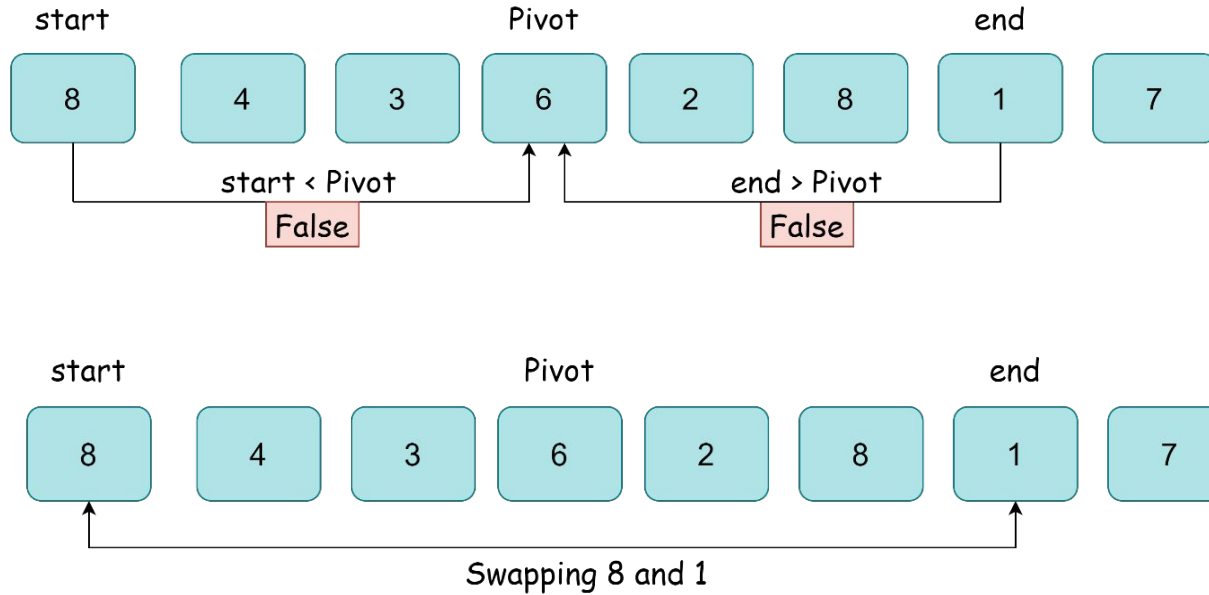 start Pivot end
8 4 3 6 2 8 1 7
start < Pivot end > Pivot
False False
start Pivot end
8 4 3 6 2 8 1 7
Swapping 8 and 1